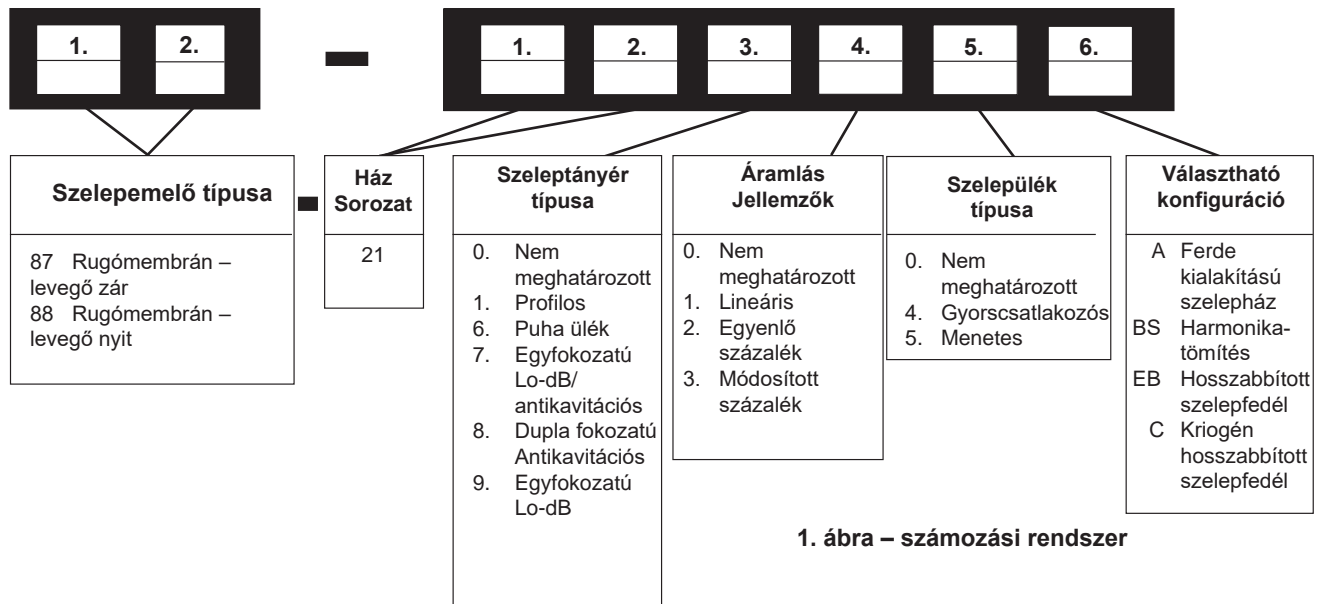 1. 2. 1. 2. 3. 4. 5. 6.
Szelepemelő típusa
87 Rugómembrán –
levegő zár
88 Rugómembrán –
levegő nyit
Ház
Sorozat
21
Szeleptányér
típusa
0. Nem
meghatározott
1. Profilos
6. Puha ülék
7. Egyfokozatú
Lo-dB/
antikavitációs
8. Dupla fokozatú
Antikavitációs
9. Egyfokozatú
Lo-dB
Áramlás
Jellemzők
0. Nem
meghatározott
1. Lineáris
2. Egyenlő
százalék
3. Módosított
százalék
Szelepülék
típusa
0. Nem
meghatározott
4. Gyorscsatlakozós
5. Menetes
Választható
konfiguráció
A Ferde
kialakítású
szelepház
BS Harmonika-
tömítés
EB Hosszabbított
szelepfedél
C Kriogén
hosszabbított
szelepfedél
1. ábra – számozási rendszer